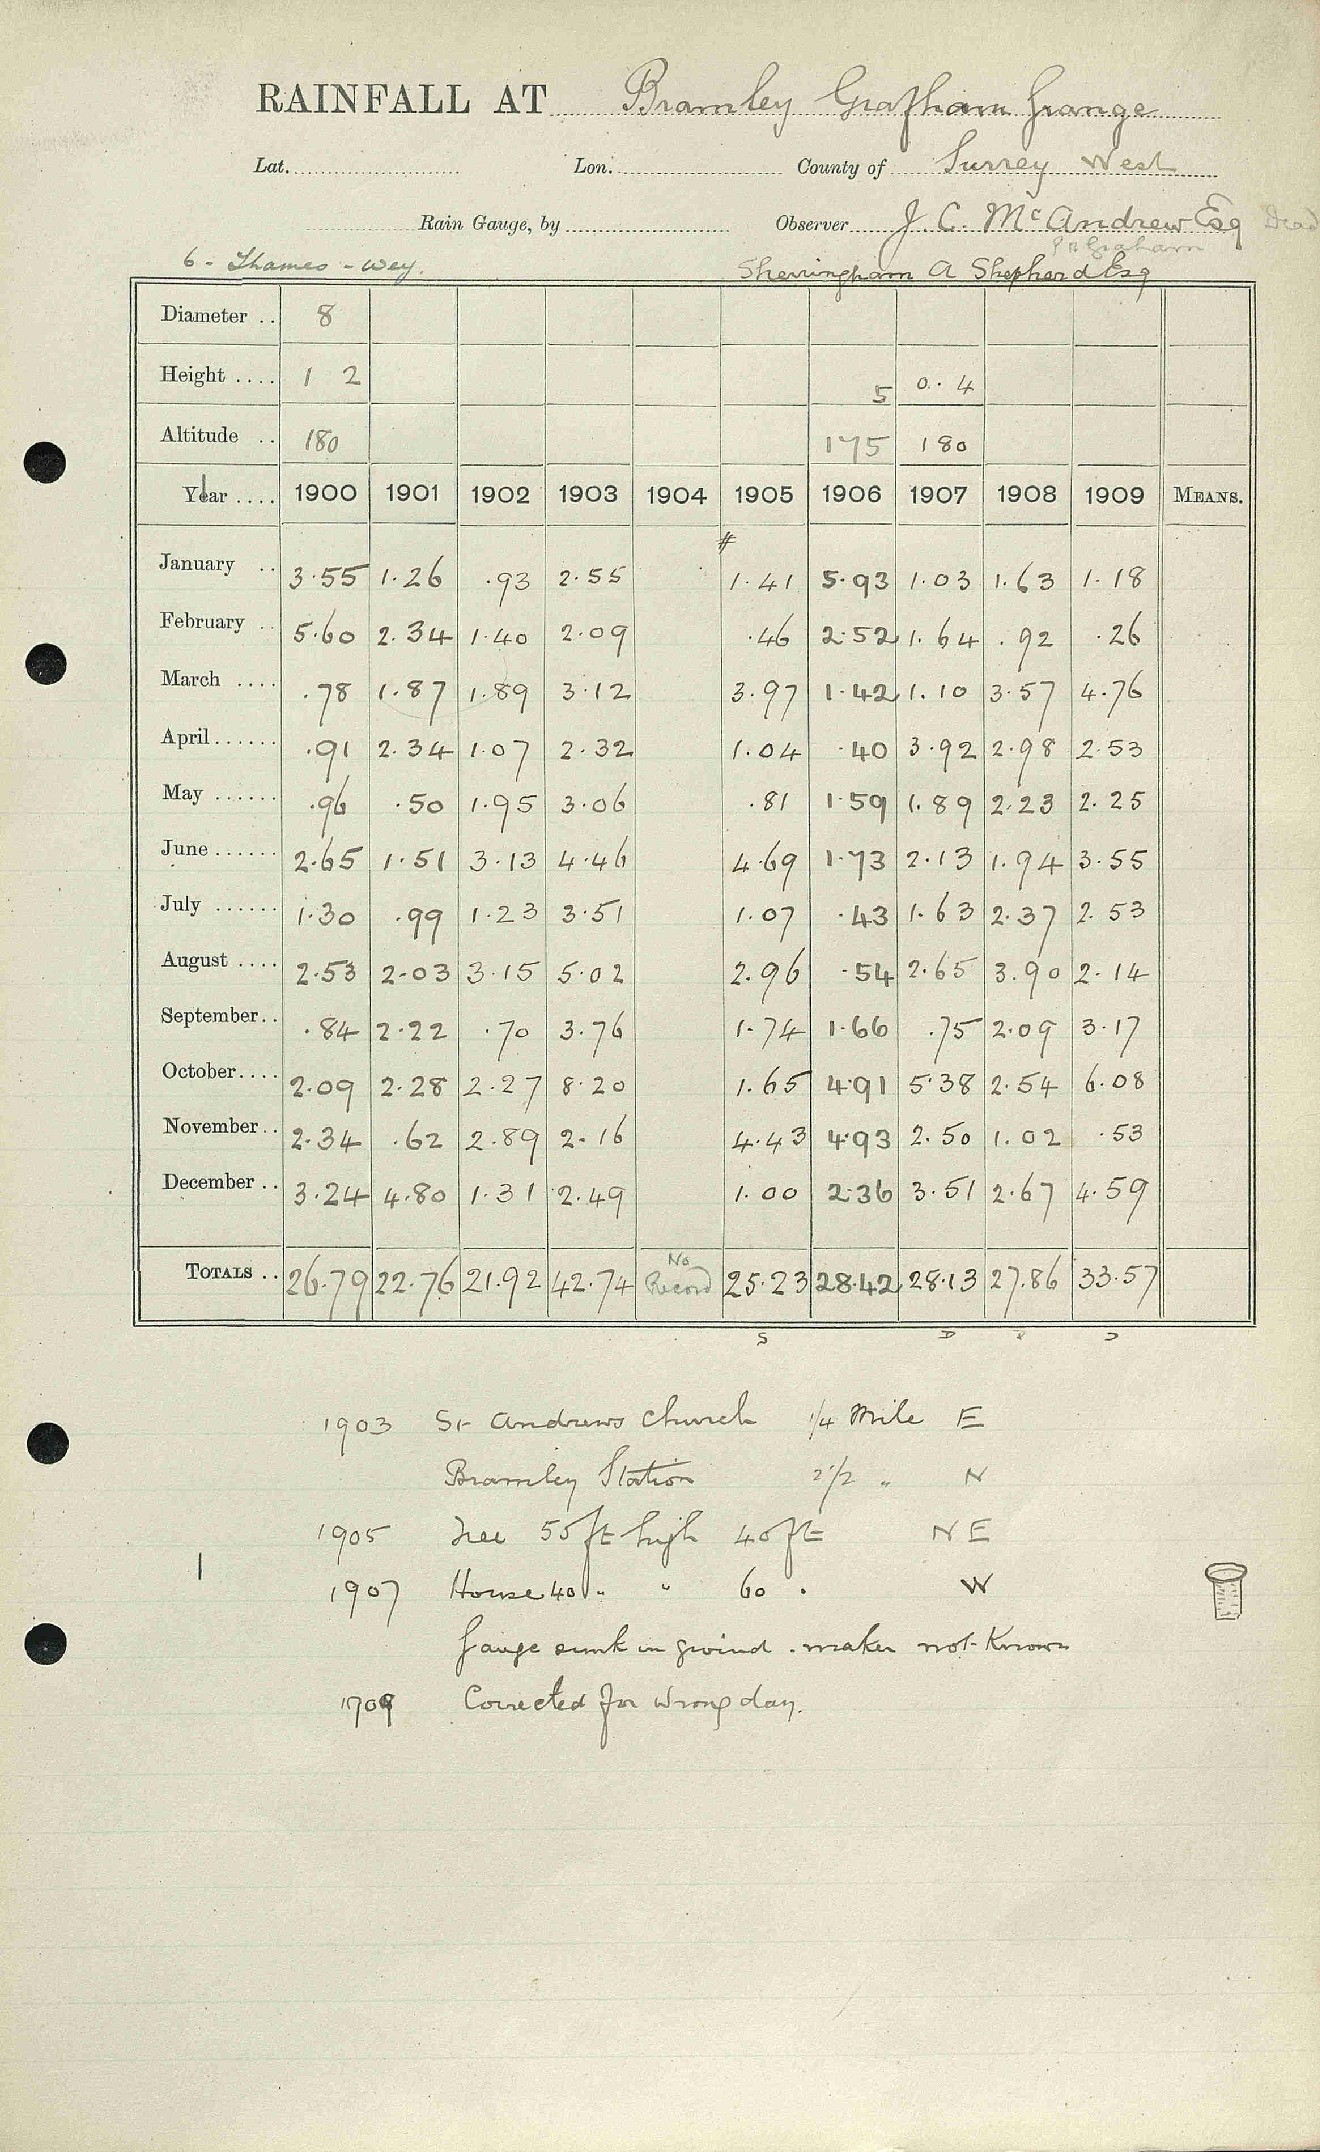 RAINFALL AT Bramley Grafham Grange
Lat. Lon. County of Surrey West
Rain Gauge, by Observer J. C. McAndrew Esq Dead
6 - Thames - Wey. Sherringham A Shepherd Esq
Diameter .. 8
Height .... 1 2 5 0. 4
Altitude .. 180 175 180
Year .... 1900 1901 1902 1903 1904 1905 1906 1907 1908 1909 MEANS.
#
January .. 3.55 1.26 .93 2.55 1.41 5.93 1.03 1.63 1.18
February .. 5.60 2.34 1.40 2.09 .46 2.52 1.64 .92 .26
March .... .78 1.87 1.89 3.12 3.97 1.42 1.10 3.57 4.76
April...... .91 2.34 1.07 2.32 1.04 .40 3.92 2.98 2.53
May ...... .96 .50 1.95 3.06 .81 1.59 1.89 2.23 2.25
June ...... 2.65 1.51 3.13 4.46 4.69 1.73 2.13 1.94 3.55
July ...... 1.30 .99 1.23 3.51 1.07 .43 1.63 2.37 2.53
August .... 2.53 2.03 3.15 5.02 2.96 .54 2.65 3.90 2.14
September.. .84 2.22 .70 3.76 1.74 1.66 .75 2.09 3.17
October.... 2.09 2.28 2.27 8.20 1.65 4.91 5.38 2.54 6.08
November.. 2.34 .62 2.89 2.16 4.43 4.93 2.50 1.02 .53
December .. 3.24 4.80 1.31 2.49 1.00 2.36 3.51 2.67 4.59
TOTALS .. 26.79 22.76 21.92 42.74 No Record 25.23 28.42 28.13 27.86 33.57
S D D
1903 St Andrews Church 1/4 Mile E
Bramley Station 2 1/2 " N
1905 Tree 55 ft high 40 ft N E
1907 House 40 " " 60 . W
Gauge sunk in ground . maker not known
1909 Corrected for wrong day.